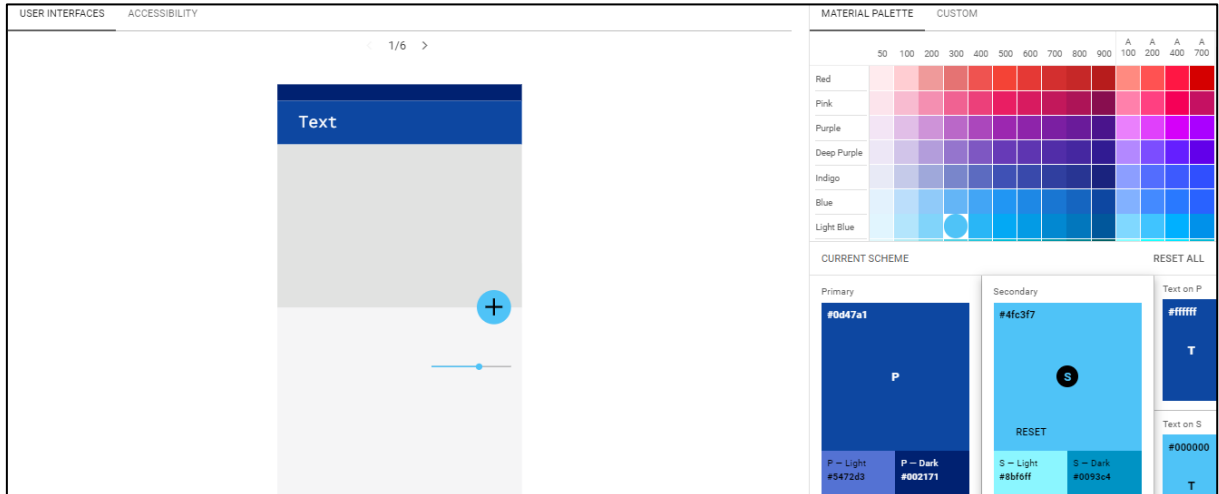 USER INTERFACES ACCESSIBILITY
1/6
Text
MATERIAL PALETTE CUSTOM
50 100 200 300 400 500 600 700 800 900 A 100 A 200 A 400 A 700
Red
Pink
Purple
Deep Purple
Indigo
Blue
Light Blue
CURRENT SCHEME RESET ALL
Primary
#0d47a1
P
P — Light
#5472d3
P — Dark
#002171
Secondary
#4fc3f7
S
RESET
S — Light
#8bf6ff
S — Dark
#0093c4
Text on P
#ffffff
T
Text on S
#000000
T